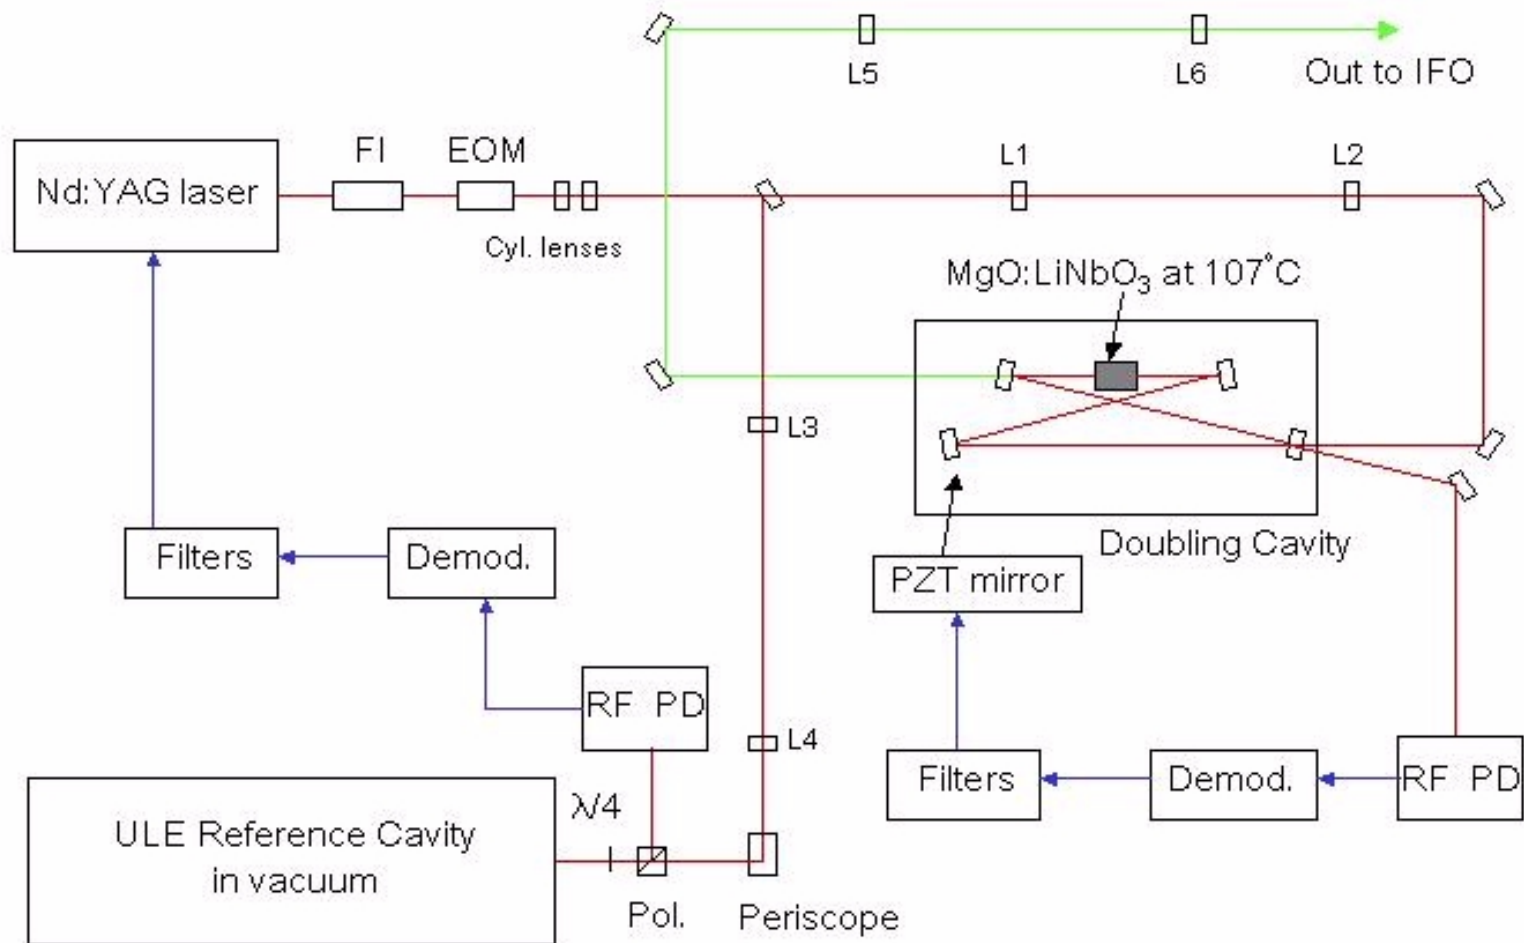 L5
L6
Out to IFO
FI
EOM
L1
L2
Nd:YAG laser
Cyl. lenses
MgO:LiNbO₃ at 107°C
L3
Doubling Cavity
Filters
Demod.
PZT mirror
RF PD
L4
Filters
Demod.
RF PD
λ/4
ULE Reference Cavity
in vacuum
Pol.
Periscope